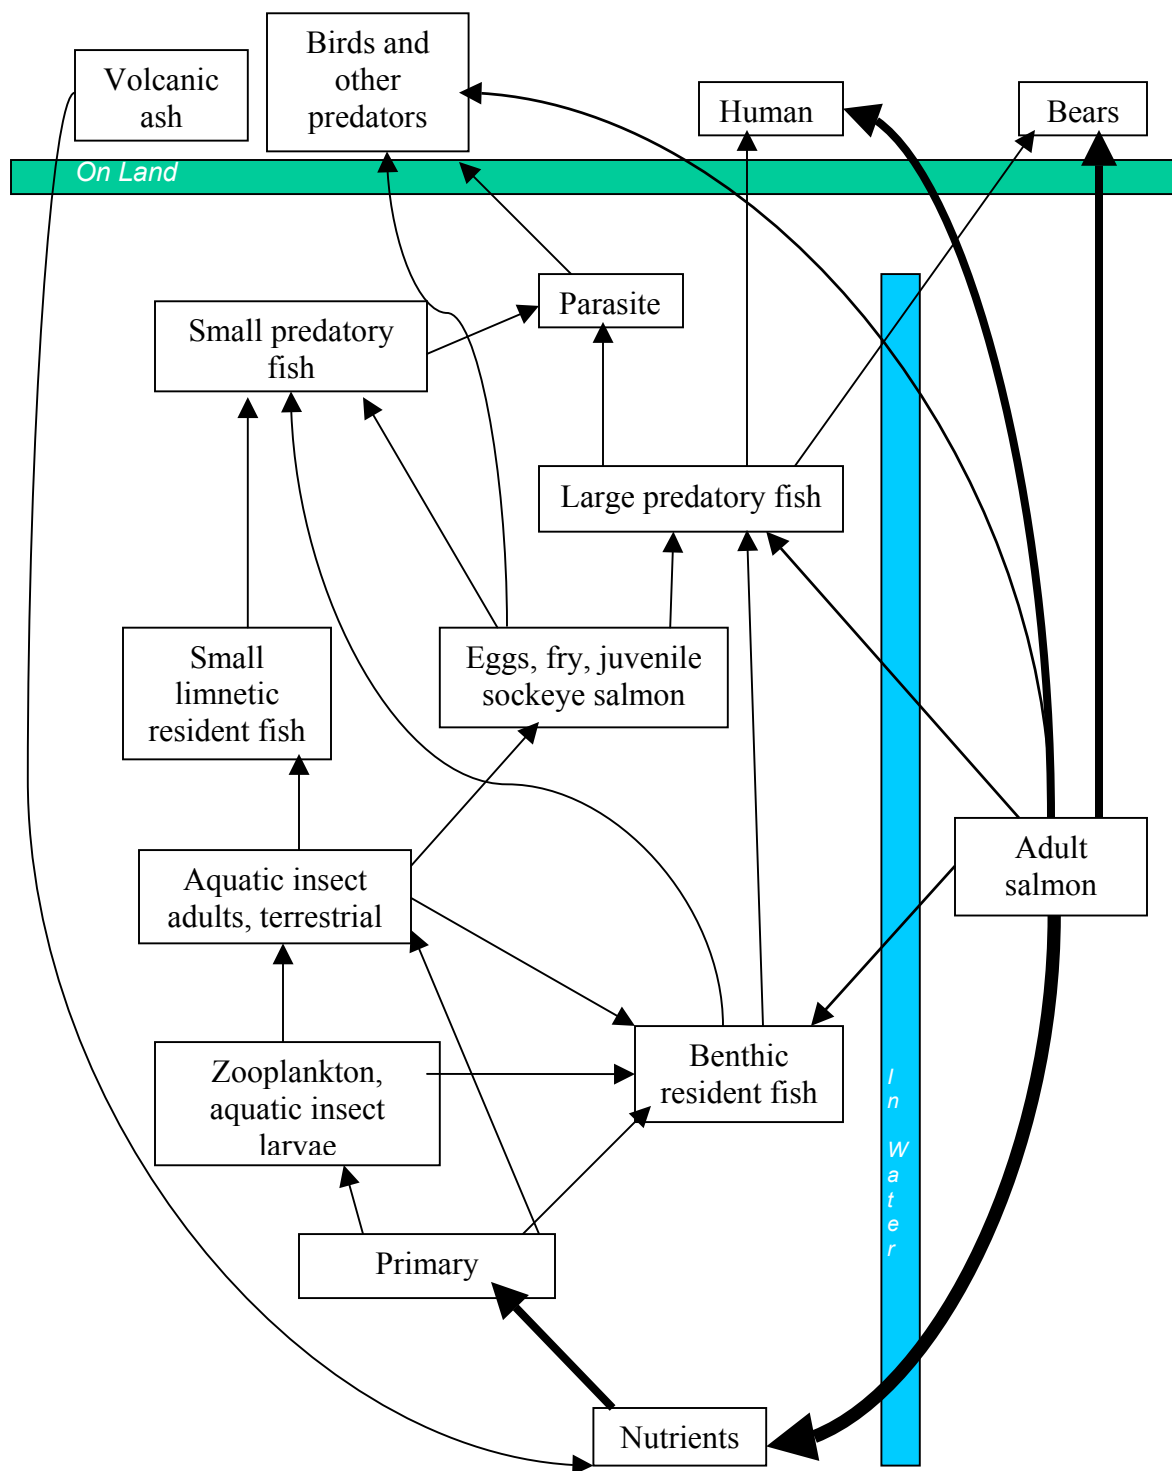 Volcanic
ash
Birds and
other
predators
Human
Bears
On Land
Parasite
Small predatory
fish
Large predatory fish
Small
limnetic
resident fish
Eggs, fry, juvenile
sockeye salmon
Adult
salmon
Aquatic insect
adults, terrestrial
Zooplankton,
aquatic insect
larvae
Benthic
resident fish
In Water
Primary
Nutrients